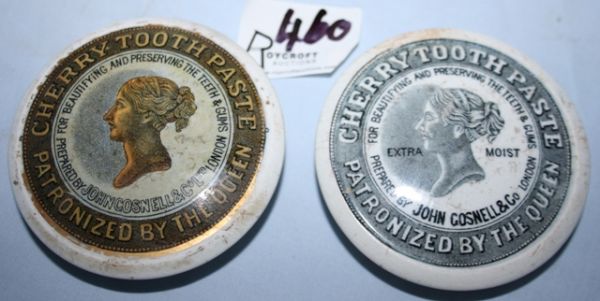 460
ROYCROFT
AUCTIONS
CHERRY TOOTH PASTE
FOR BEAUTIFYING AND PRESERVING THE TEETH & GUMS
PREPARED BY JOHN GOSNELL & CO LD LONDON
PATRONIZED BY THE QUEEN
CHERRY TOOTH PASTE
FOR BEAUTIFYING AND PRESERVING THE TEETH & GUMS
EXTRA MOIST
PREPARED BY JOHN GOSNELL & Co LONDON
PATRONIZED BY THE QUEEN